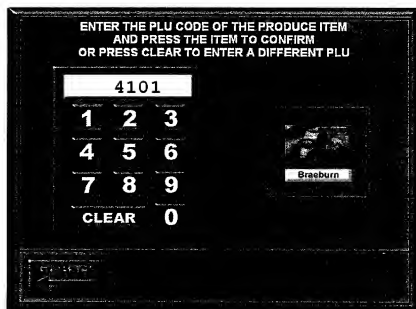 ENTER THE PLU CODE OF THE PRODUCE ITEM
AND PRESS THE ITEM TO CONFIRM
OR PRESS CLEAR TO ENTER A DIFFERENT PLU
4101
1 2 3
4 5 6
7 8 9
CLEAR 0
Braeburn